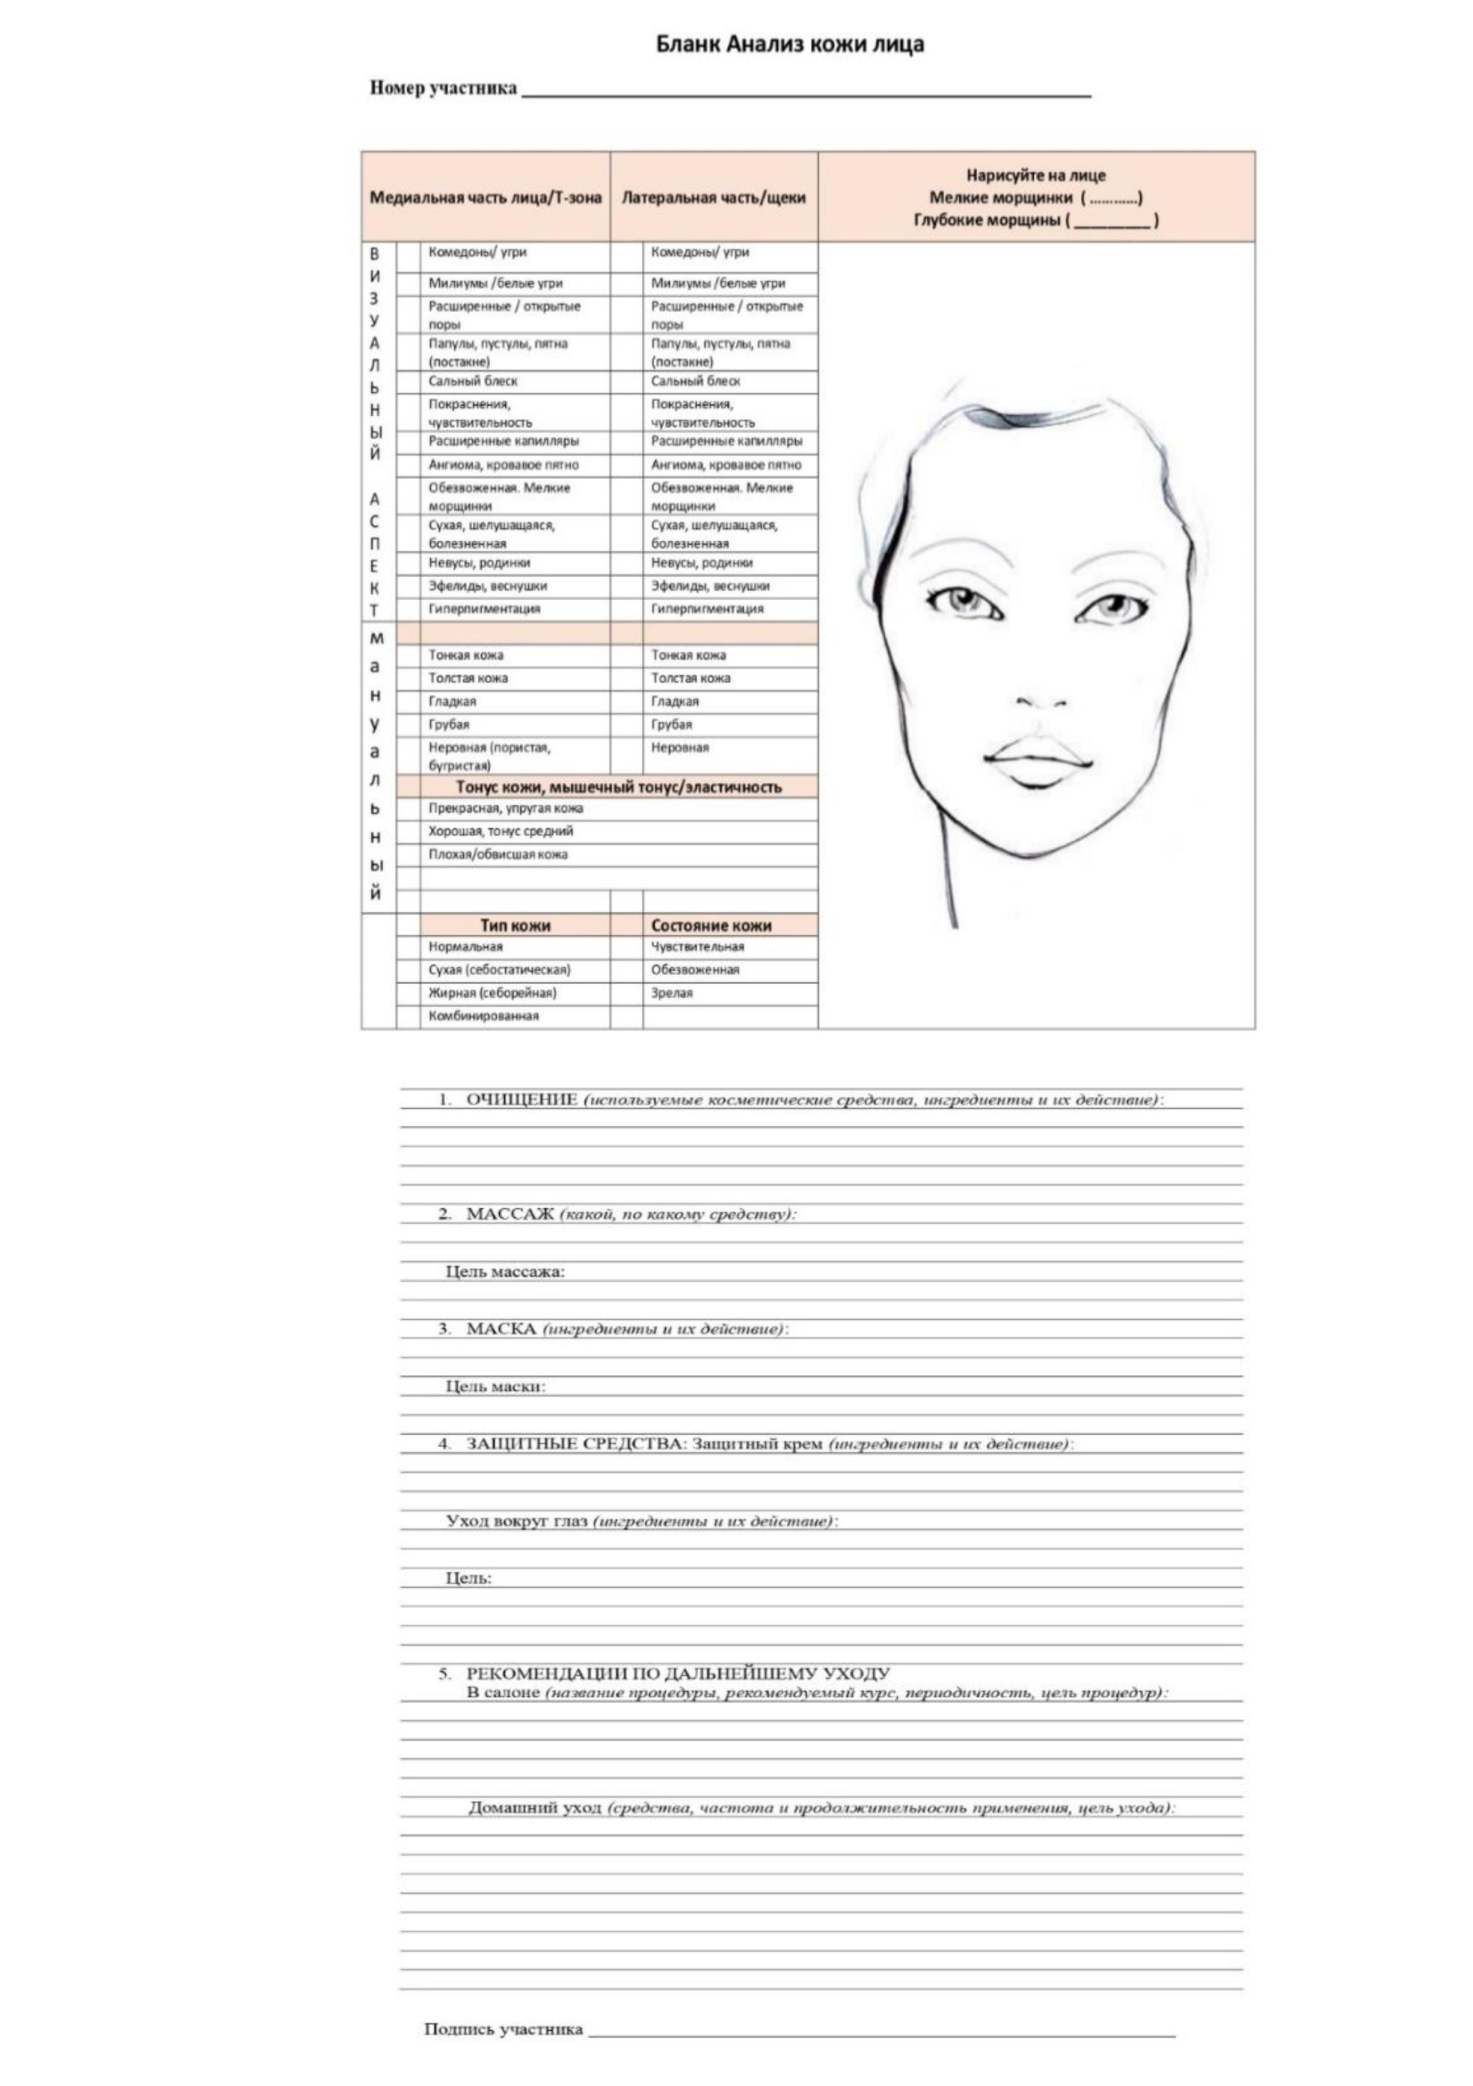 Бланк Анализ кожи лица
Номер участника
Медиальная часть лица/Т-зона
Латеральная часть/щеки
Нарисуйте на лице
Мелкие морщинки ( ...........)
Глубокие морщины ( __________ )
ВИЗУАЛЬНЫЙ АСПЕКТ
Комедоны/ угри
Комедоны/ угри
Милиумы /белые угри
Милиумы /белые угри
Расширенные / открытые
поры
Расширенные / открытые
поры
Папулы, пустулы, пятна
(постакне)
Папулы, пустулы, пятна
(постакне)
Сальный блеск
Сальный блеск
Покраснения,
чувствительность
Покраснения,
чувствительность
Расширенные капилляры
Расширенные капилляры
Ангиома, кровавое пятно
Ангиома, кровавое пятно
Обезвоженная. Мелкие
морщинки
Обезвоженная. Мелкие
морщинки
Сухая, шелушащаяся,
болезненная
Сухая, шелушащаяся,
болезненная
Невусы, родинки
Невусы, родинки
Эфелиды, веснушки
Эфелиды, веснушки
Гиперпигментация
Гиперпигментация
Мануальный
Тонкая кожа
Тонкая кожа
Толстая кожа
Толстая кожа
Гладкая
Гладкая
Грубая
Грубая
Неровная (пористая,
бугристая)
Неровная
Тонус кожи, мышечный тонус/эластичность
Прекрасная, упругая кожа
Хорошая, тонус средний
Плохая/обвисшая кожа
Тип кожи
Состояние кожи
Нормальная
Чувствительная
Сухая (себостатическая)
Обезвоженная
Жирная (себорейная)
Зрелая
Комбинированная
1. ОЧИЩЕНИЕ (используемые косметические средства, ингредиенты и их действие):
2. МАССАЖ (какой, по какому средству):
Цель массажа:
3. МАСКА (ингредиенты и их действие):
Цель маски:
4. ЗАЩИТНЫЕ СРЕДСТВА: Защитный крем (ингредиенты и их действие):
Уход вокруг глаз (ингредиенты и их действие):
Цель:
5. РЕКОМЕНДАЦИИ ПО ДАЛЬНЕЙШЕМУ УХОДУ
В салоне (название процедуры, рекомендуемый курс, периодичность, цель процедур):
Домашний уход (средства, частота и продолжительность применения, цель ухода):
Подпись участника